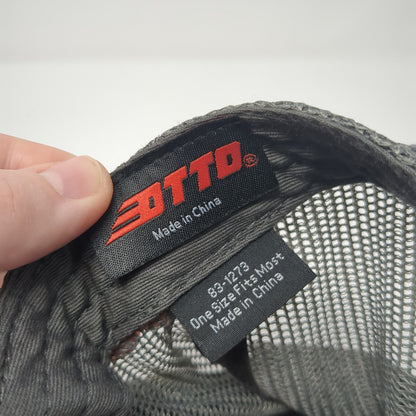 OTTO®
Made in China
83-1273
One Size Fits Most
Made in China